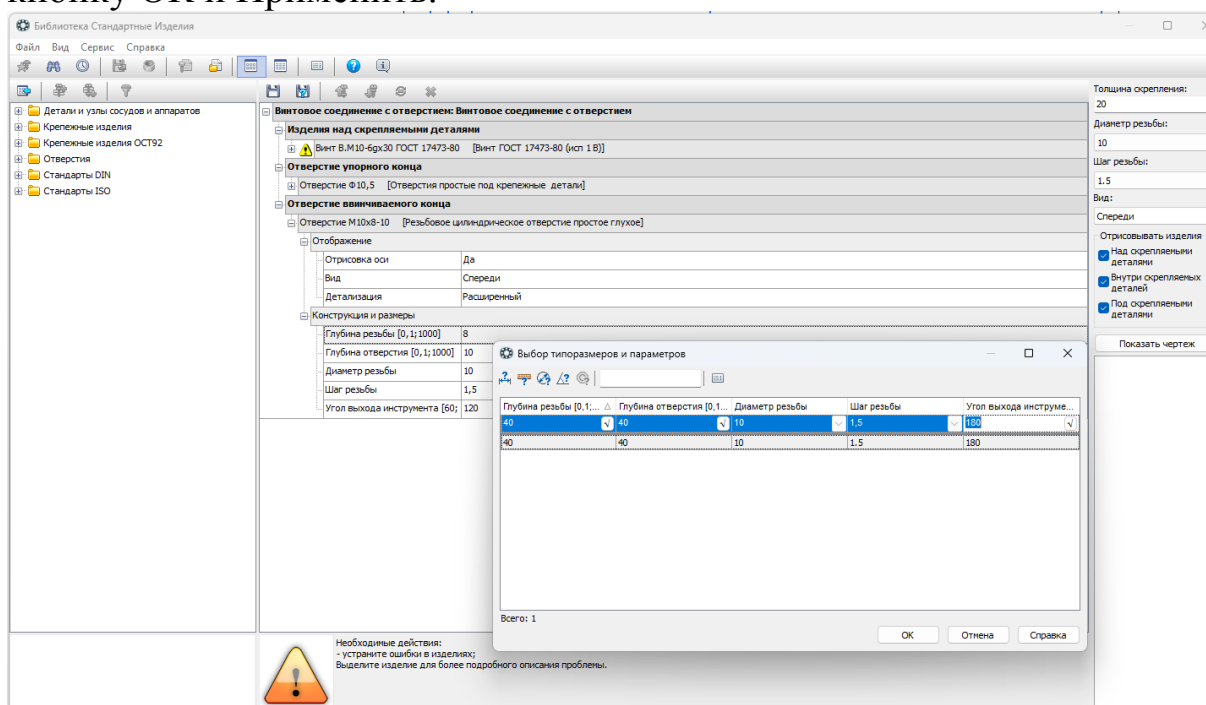 кнопку ОК и Применить.
Библиотека Стандартные Изделия
Файл Вид Сервис Справка
Детали и узлы сосудов и аппаратов
Крепежные изделия
Крепежные изделия ОСТ92
Отверстия
Стандарты DIN
Стандарты ISO
Винтовое соединение с отверстием: Винтовое соединение с отверстием
Изделия над скрепляемыми деталями
Винт В.М10-6gx30 ГОСТ 17473-80 [Винт ГОСТ 17473-80 (исп 1 В)]
Отверстие упорного конца
Отверстие Ф10,5 [Отверстия простые под крепежные детали]
Отверстие ввинчиваемого конца
Отверстие М10х8-10 [Резьбовое цилиндрическое отверстие простое глухое]
Отображение
Отрисовка оси Да
Вид Спереди
Детализация Расширенный
Конструкция и размеры
Глубина резьбы [0,1;1000] 8
Глубина отверстия [0,1;1000] 10
Диаметр резьбы 10
Шаг резьбы 1,5
Угол выхода инструмента [60; 120
Толщина скрепления:
20
Диаметр резьбы:
10
Шаг резьбы:
1.5
Вид:
Спереди
Отрисовывать изделия
Над скрепляемыми
деталями
Внутри скрепляемых
деталей
Под скрепляемыми
деталями
Показать чертеж
Выбор типоразмеров и параметров
Глубина резьбы [0,1;... Глубина отверстия [0,1... Диаметр резьбы Шаг резьбы Угол выхода инструме...
40 40 10 1,5 180
40 40 10 1.5 180
Всего: 1
ОК Отмена Справка
Необходимые действия:
- устраните ошибки в изделиях;
Выделите изделие для более подробного описания проблемы.